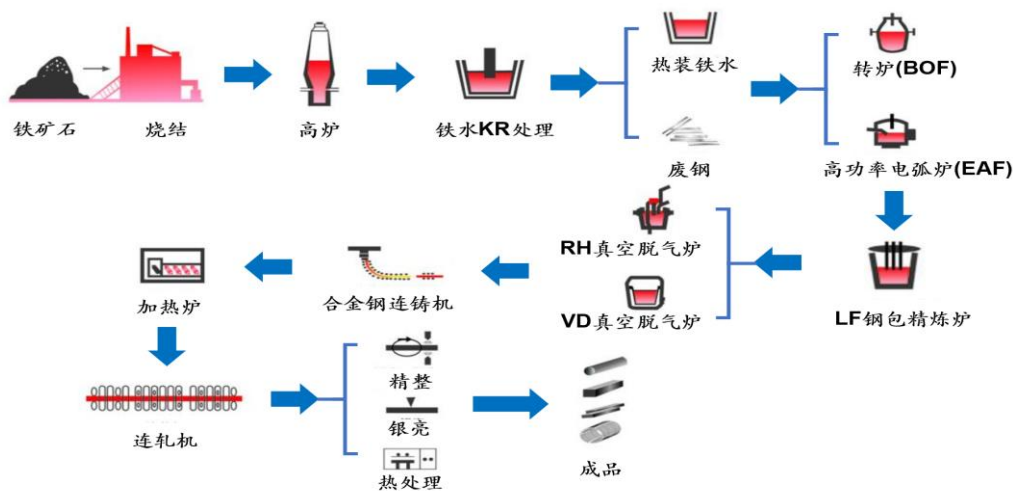 铁矿石
烧结
高炉
铁水KR处理
热装铁水
废钢
转炉(BOF)
高功率电弧炉(EAF)
LF钢包精炼炉
RH真空脱气炉
VD真空脱气炉
合金钢连铸机
加热炉
连轧机
精整
银亮
热处理
成品